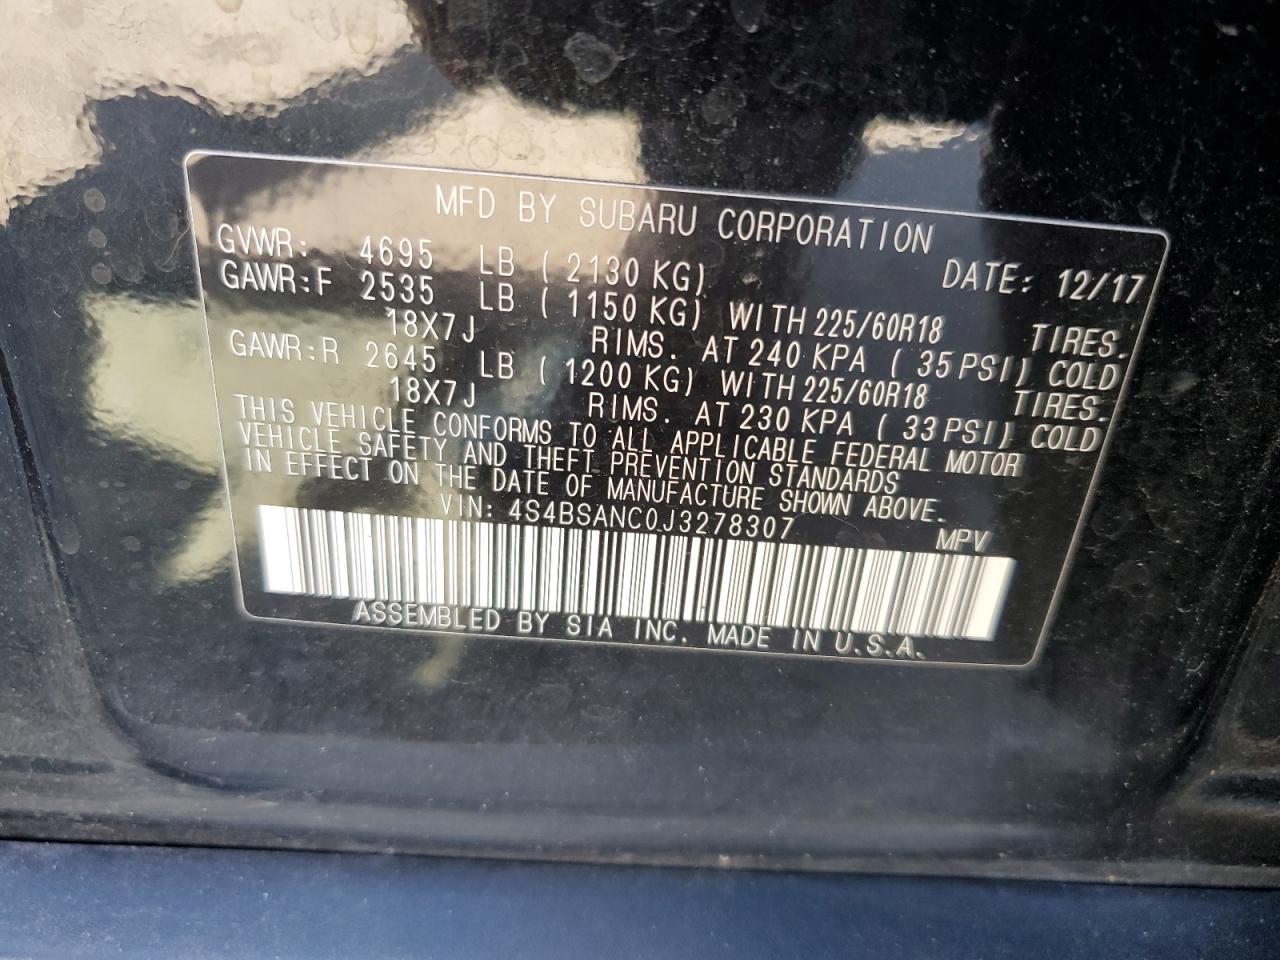 MFD BY SUBARU CORPORATION
DATE: 12/17
GVWR: 4695 LB (2130 KG)
GAWR:F 2535 LB (1150 KG) WITH 225/60R18 TIRES.
18X7J RIMS. AT 240 KPA (35 PSI) COLD
GAWR:R 2645 LB (1200 KG) WITH 225/60R18 TIRES.
18X7J RIMS. AT 230 KPA (33 PSI) COLD
THIS VEHICLE CONFORMS TO ALL APPLICABLE FEDERAL MOTOR
VEHICLE SAFETY AND THEFT PREVENTION STANDARDS
IN EFFECT ON THE DATE OF MANUFACTURE SHOWN ABOVE.
VIN: 4S4BSANC0J3278307 MPV
ASSEMBLED BY SIA INC. MADE IN U.S.A.